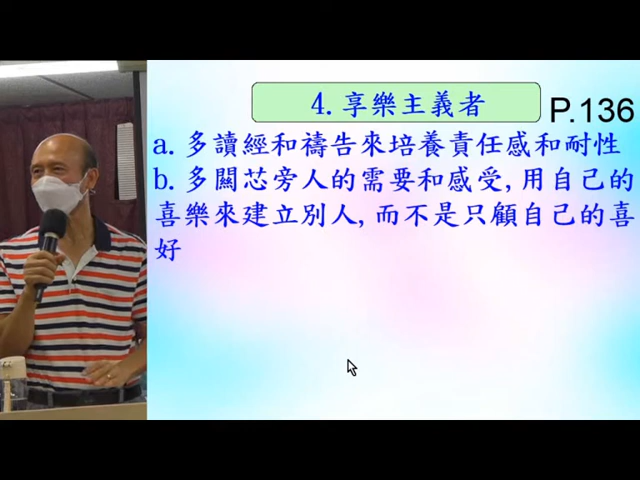 4.享樂主義者
P.136
a.多讀經和禱告來培養責任感和耐性
b.多關芯旁人的需要和感受,用自己的
喜樂來建立別人,而不是只顧自己的喜
好